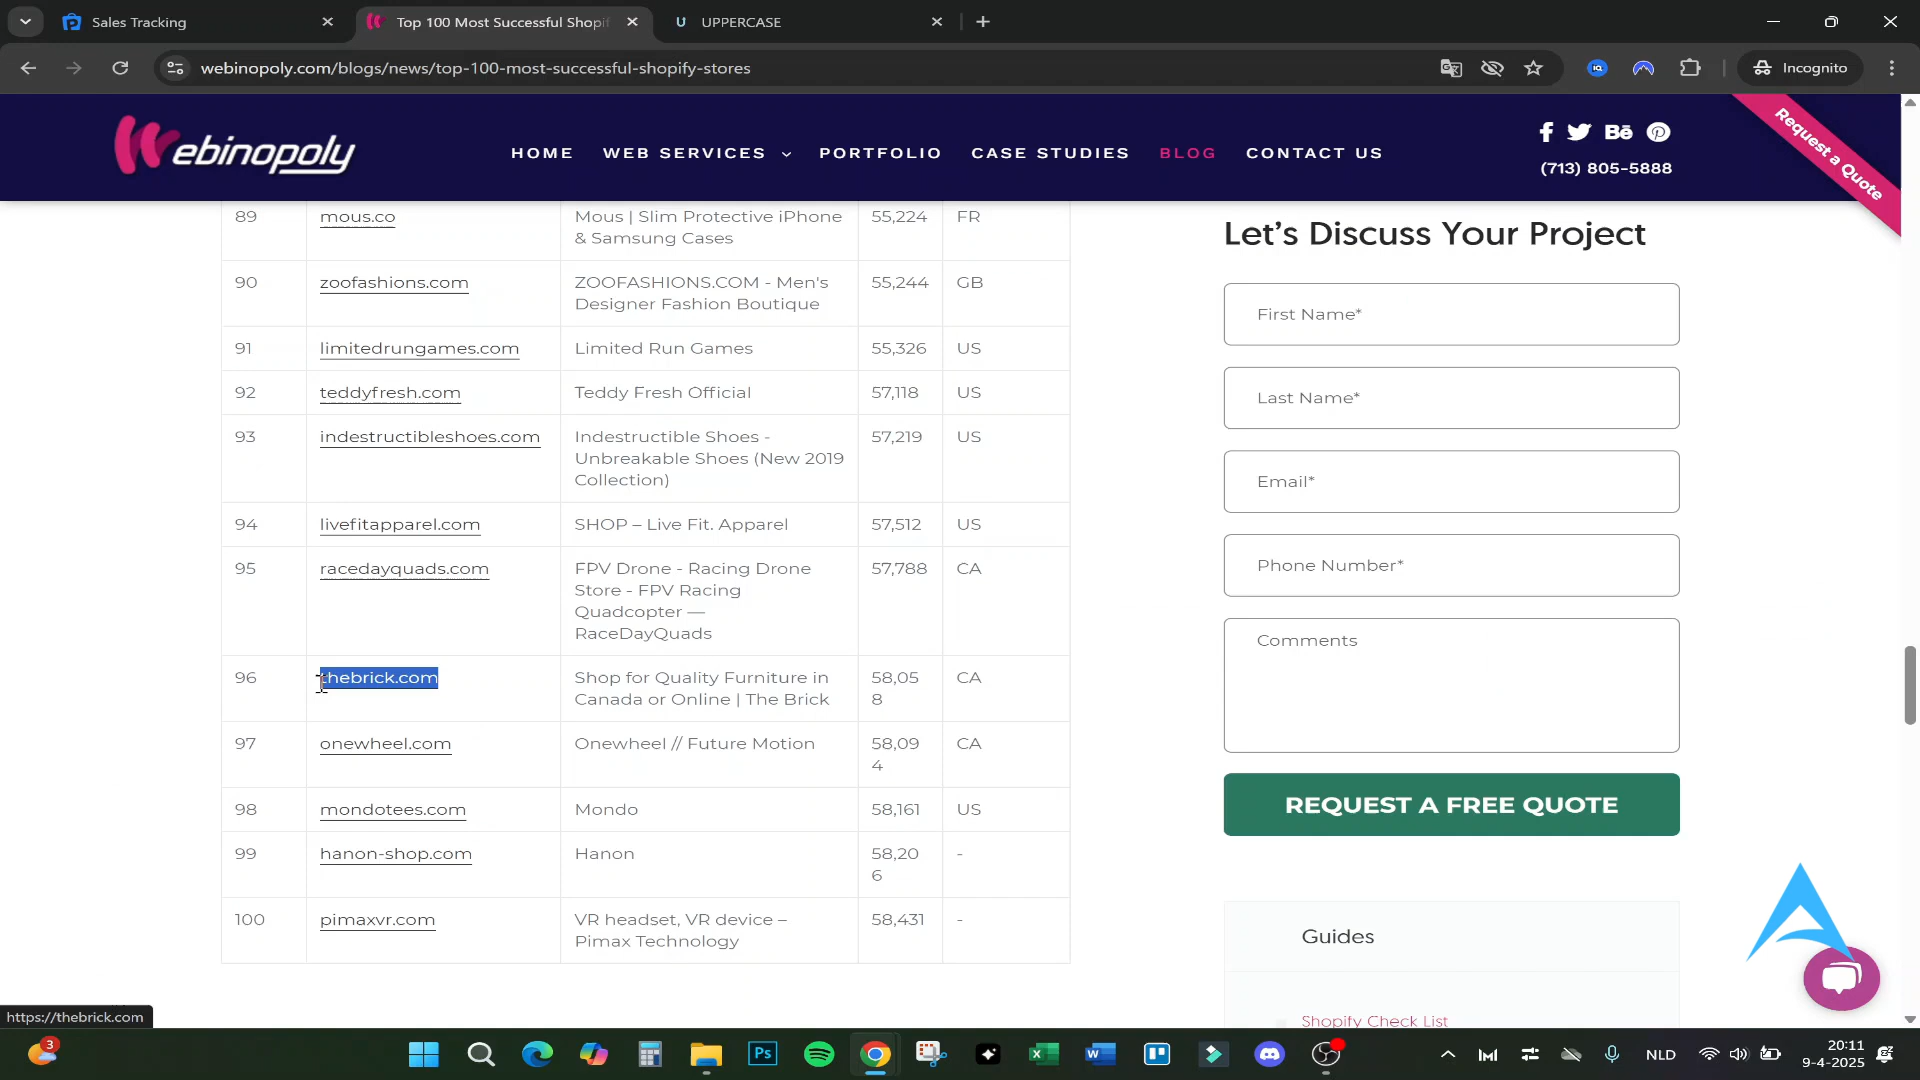 Sales Tracking
Top 100 Most Successful Shopif
UPPERCASE
webinopoly.com/blogs/news/top-100-most-successful-shopify-stores
Incognito
Webinopoly
HOME
WEB SERVICES
PORTFOLIO
CASE STUDIES
BLOG
CONTACT US
(713) 805-5888
Request a Quote
89 mous.co Mous | Slim Protective iPhone 55,224 FR
& Samsung Cases
90 zoofashions.com ZOOFASHIONS.COM - Men's 55,244 GB
Designer Fashion Boutique
91 limitedrungames.com Limited Run Games 55,326 US
92 teddyfresh.com Teddy Fresh Official 57,118 US
93 indestructibleshoes.com Indestructible Shoes - 57,219 US
Unbreakable Shoes (New 2019
Collection)
94 livefitapparel.com SHOP – Live Fit. Apparel 57,512 US
95 racedayquads.com FPV Drone - Racing Drone 57,788 CA
Store - FPV Racing
Quadcopter —
RaceDayQuads
96 thebrick.com Shop for Quality Furniture in 58,05 CA
Canada or Online | The Brick 8
97 onewheel.com Onewheel // Future Motion 58,09 CA
4
98 mondotees.com Mondo 58,161 US
99 hanon-shop.com Hanon 58,20 -
6
100 pimaxvr.com VR headset, VR device – 58,431 -
Pimax Technology
Let's Discuss Your Project
First Name*
Last Name*
Email*
Phone Number*
Comments
REQUEST A FREE QUOTE
Guides
Shopify Check List
https://thebrick.com
3
Ps
NLD
20:11
9-4-2025